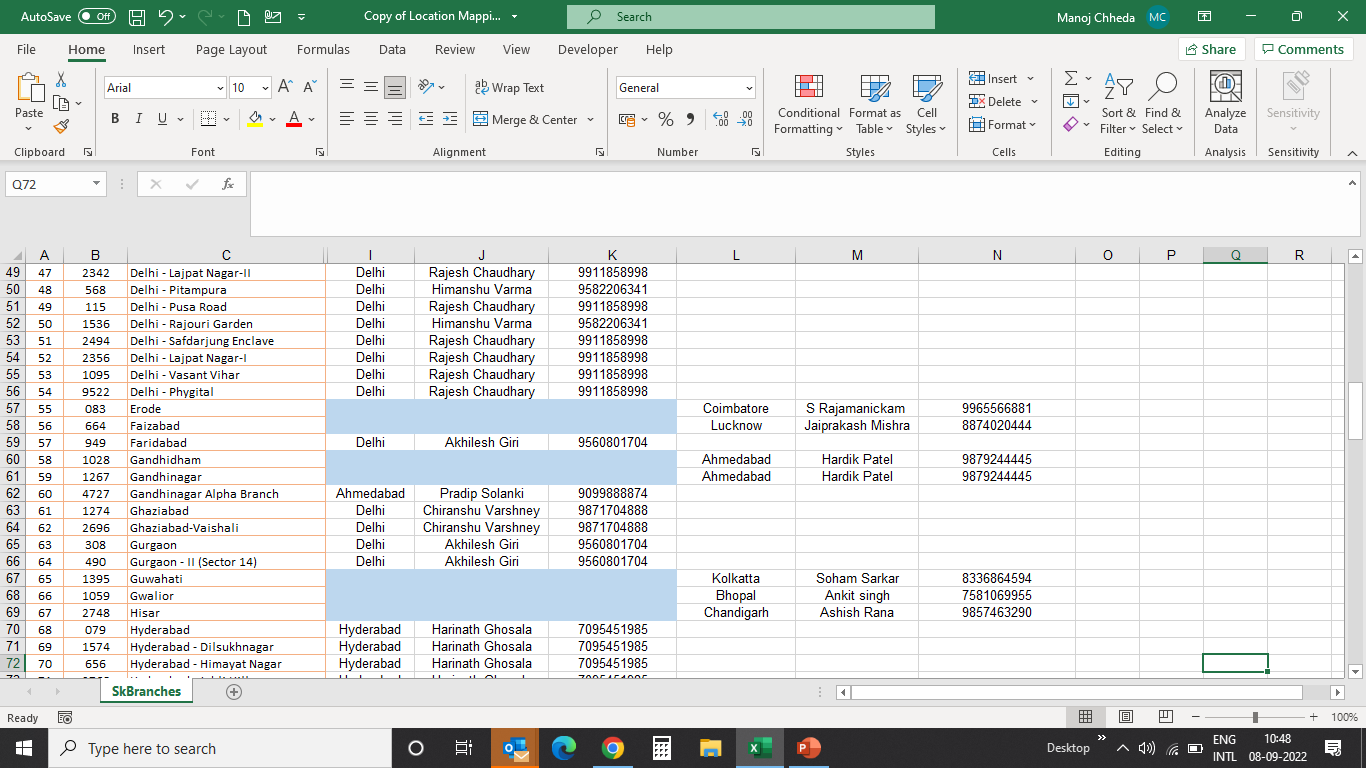 AutoSave Off Copy of Location Mappi... Search Manoj Chheda MC
File Home Insert Page Layout Formulas Data Review View Developer Help Share Comments
Paste Arial 10 Wrap Text General Conditional Formatting Format as Table Cell Styles Insert Sort & Filter Find & Select Analyze Data Sensitivity
B I U Merge & Center % Delete
Format
Clipboard Font Alignment Number Styles Cells Editing Analysis Sensitivity
Q72 fx
A B C I J K L M N O P Q R
49 47 2342 Delhi - Lajpat Nagar-II Delhi Rajesh Chaudhary 9911858998
50 48 568 Delhi - Pitampura Delhi Himanshu Varma 9582206341
51 49 115 Delhi - Pusa Road Delhi Rajesh Chaudhary 9911858998
52 50 1536 Delhi - Rajouri Garden Delhi Himanshu Varma 9582206341
53 51 2494 Delhi - Safdarjung Enclave Delhi Rajesh Chaudhary 9911858998
54 52 2356 Delhi - Lajpat Nagar-I Delhi Rajesh Chaudhary 9911858998
55 53 1095 Delhi - Vasant Vihar Delhi Rajesh Chaudhary 9911858998
56 54 9522 Delhi - Phygital Delhi Rajesh Chaudhary 9911858998
57 55 083 Erode Coimbatore S Rajamanickam 9965566881
58 56 664 Faizabad Lucknow Jaiprakash Mishra 8874020444
59 57 949 Faridabad Delhi Akhilesh Giri 9560801704
60 58 1028 Gandhidham Ahmedabad Hardik Patel 9879244445
61 59 1267 Gandhinagar Ahmedabad Hardik Patel 9879244445
62 60 4727 Gandhinagar Alpha Branch Ahmedabad Pradip Solanki 9099888874
63 61 1274 Ghaziabad Delhi Chiranshu Varshney 9871704888
64 62 2696 Ghaziabad-Vaishali Delhi Chiranshu Varshney 9871704888
65 63 308 Gurgaon Delhi Akhilesh Giri 9560801704
66 64 490 Gurgaon - II (Sector 14) Delhi Akhilesh Giri 9560801704
67 65 1395 Guwahati Kolkatta Soham Sarkar 8336864594
68 66 1059 Gwalior Bhopal Ankit singh 7581069955
69 67 2748 Hisar Chandigarh Ashish Rana 9857463290
70 68 079 Hyderabad Hyderabad Harinath Ghosala 7095451985
71 69 1574 Hyderabad - Dilsukhnagar Hyderabad Harinath Ghosala 7095451985
72 70 656 Hyderabad - Himayat Nagar Hyderabad Harinath Ghosala 7095451985
SkBranches
Ready 100%
Type here to search Desktop ENG 10:48
INTL 08-09-2022